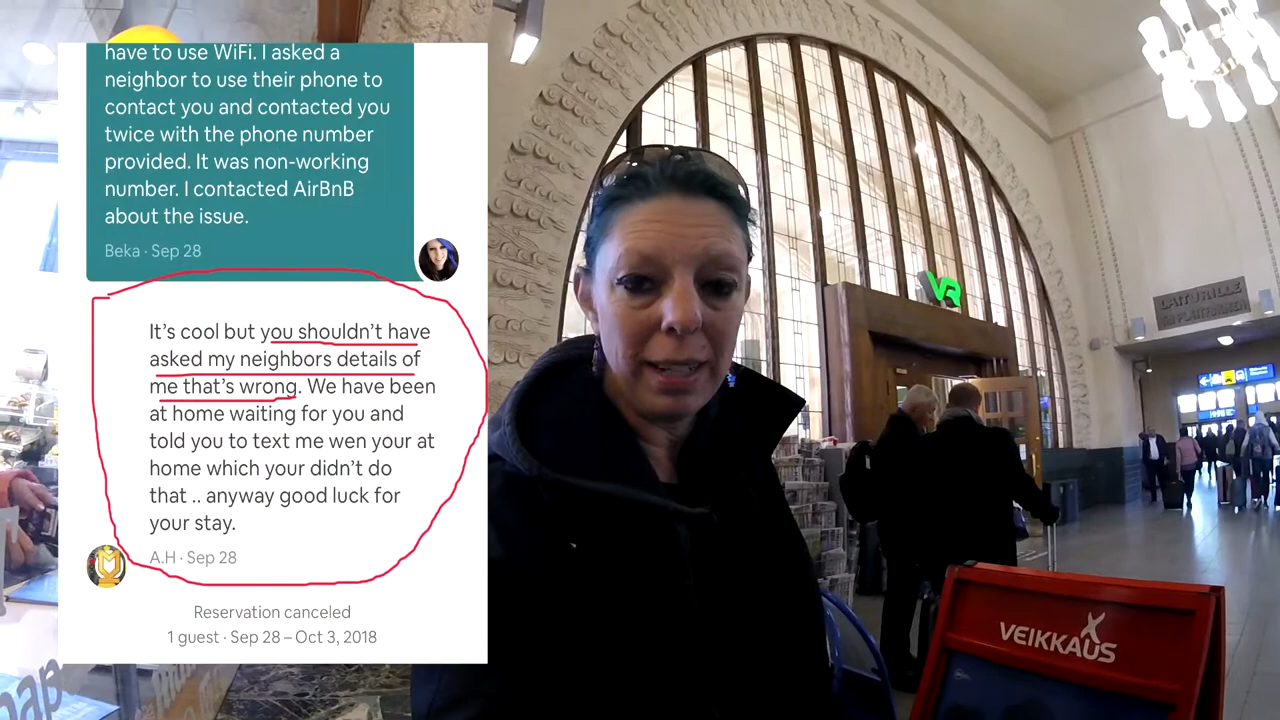 have to use WiFi. I asked a
neighbor to use their phone to
contact you and contacted you
twice with the phone number
provided. It was non-working
number. I contacted AirBnB
about the issue.
Beka · Sep 28
It's cool but you shouldn't have
asked my neighbors details of
me that's wrong. We have been
at home waiting for you and
told you to text me wen your at
home which your didn't do
that .. anyway good luck for
your stay.
A.H · Sep 28
Reservation canceled
1 guest · Sep 28 – Oct 3, 2018
VR
LAITURILLE
VEIKKAUS